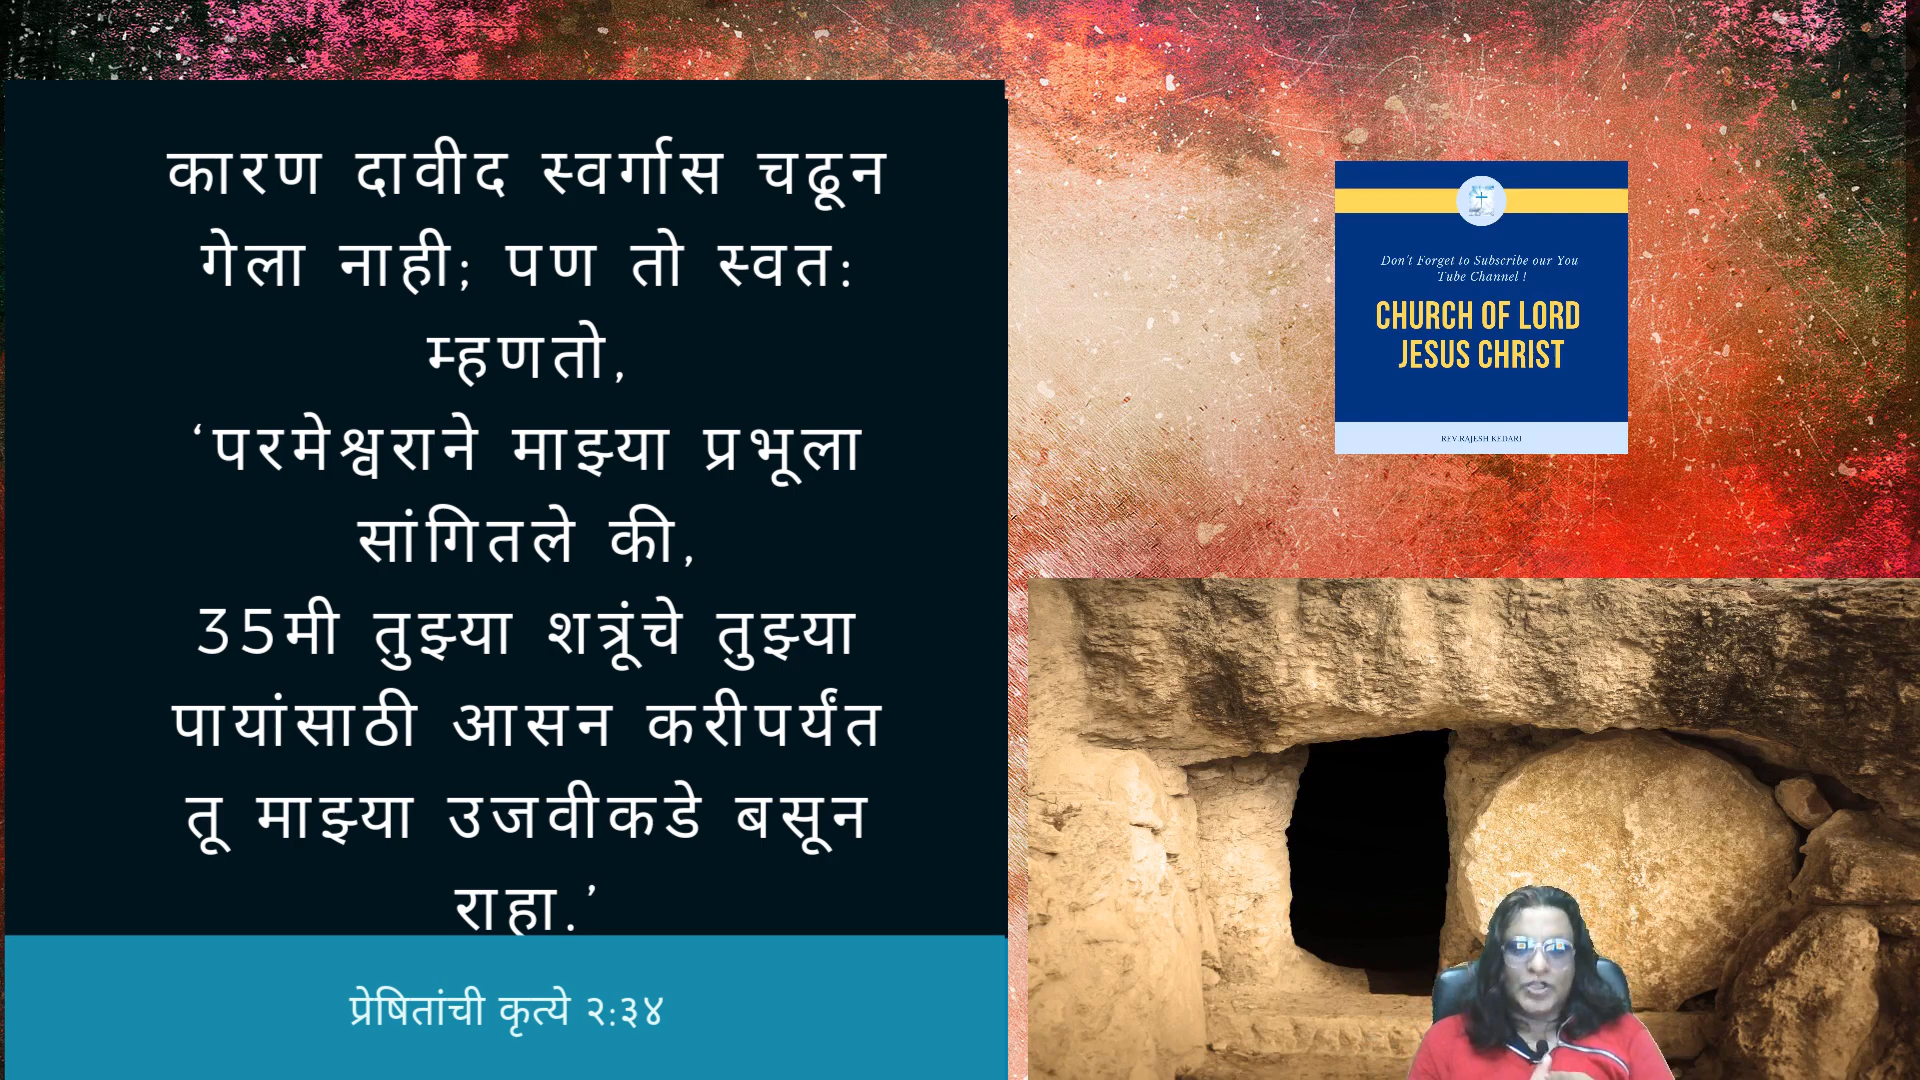 कारण दावीद स्वर्गास चढून
गेला नाही; पण तो स्वत:
म्हणतो,
‘परमेश्वराने माझ्या प्रभूला
सांगितले की,
35मी तुझ्या शत्रूंचे तुझ्या
पायांसाठी आसन करीपर्यंत
तू माझ्या उजवीकडे बसून
राहा.’
प्रेषितांची कृत्ये २:३४
Don't Forget to Subscribe our You
Tube Channel !
CHURCH OF LORD
JESUS CHRIST
REV.RAJESH KEDARI